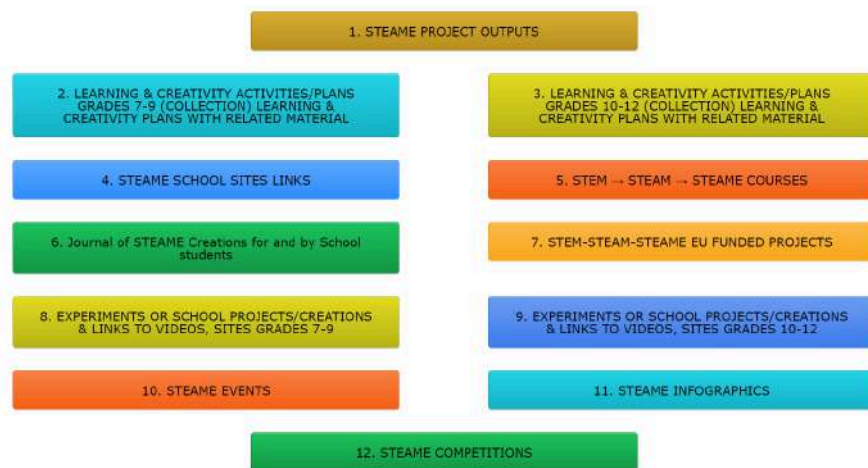 1. STEAME PROJECT OUTPUTS
2. LEARNING & CREATIVITY ACTIVITIES/PLANS
GRADES 7-9 (COLLECTION) LEARNING &
CREATIVITY PLANS WITH RELATED MATERIAL
3. LEARNING & CREATIVITY ACTIVITIES/PLANS
GRADES 10-12 (COLLECTION) LEARNING &
CREATIVITY PLANS WITH RELATED MATERIAL
4. STEAME SCHOOL SITES LINKS
5. STEM → STEAM → STEAME COURSES
6. Journal of STEAME Creations for and by School
students
7. STEM-STEAM-STEAME EU FUNDED PROJECTS
8. EXPERIMENTS OR SCHOOL PROJECTS/CREATIONS
& LINKS TO VIDEOS, SITES GRADES 7-9
9. EXPERIMENTS OR SCHOOL PROJECTS/CREATIONS
& LINKS TO VIDEOS, SITES GRADES 10-12
10. STEAME EVENTS
11. STEAME INFOGRAPHICS
12. STEAME COMPETITIONS